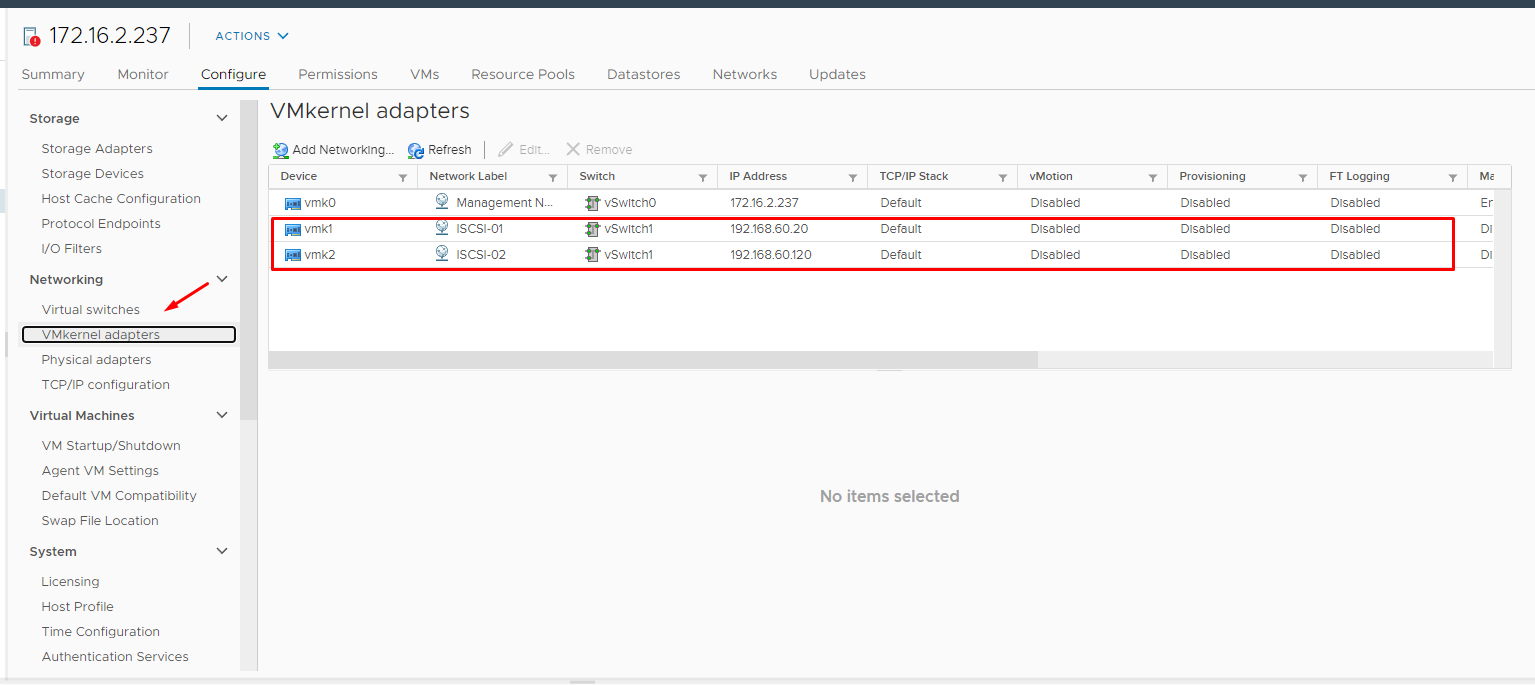 172.16.2.237 ACTIONS
Summary Monitor Configure Permissions VMs Resource Pools Datastores Networks Updates
Storage
Storage Adapters
Storage Devices
Host Cache Configuration
Protocol Endpoints
I/O Filters
Networking
Virtual switches
VMkernel adapters
Physical adapters
TCP/IP configuration
Virtual Machines
VM Startup/Shutdown
Agent VM Settings
Default VM Compatibility
Swap File Location
System
Licensing
Host Profile
Time Configuration
Authentication Services
VMkernel adapters
Add Networking... Refresh Edit... Remove
Device Network Label Switch IP Address TCP/IP Stack vMotion Provisioning FT Logging Ma
vmk0 Management N... vSwitch0 172.16.2.237 Default Disabled Disabled Disabled Er
vmk1 ISCSI-01 vSwitch1 192.168.60.20 Default Disabled Disabled Disabled Di
vmk2 ISCSI-02 vSwitch1 192.168.60.120 Default Disabled Disabled Disabled Di
No items selected